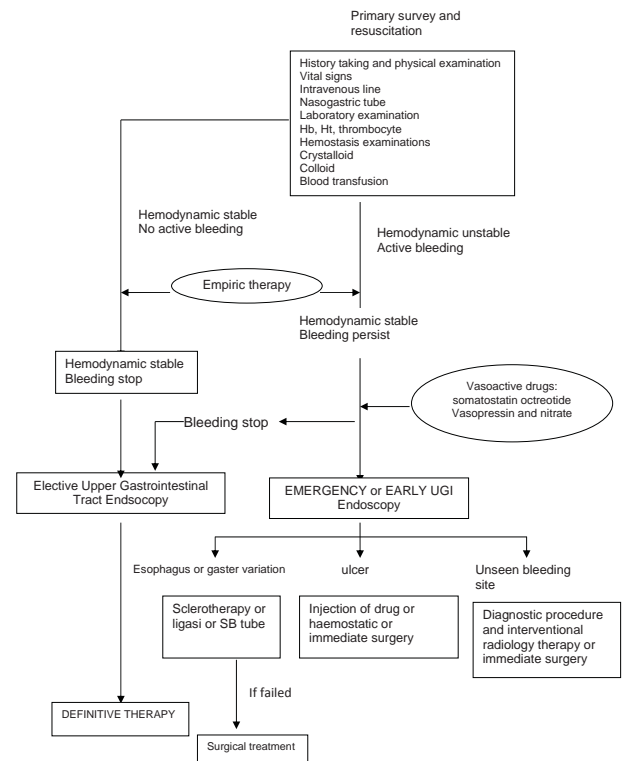 Primary survey and
resuscitation
History taking and physical examination
Vital signs
Intravenous line
Nasogastric tube
Laboratory examination
Hb, Ht, thrombocyte
Hemostasis examinations
Crystalloid
Colloid
Blood transfusion
Hemodynamic stable
No active bleeding
Hemodynamic unstable
Active bleeding
Empiric therapy
Hemodynamic stable
Bleeding persist
Hemodynamic stable
Bleeding stop
Vasoactive drugs:
somatostatin octreotide
Vasopressin and nitrate
Bleeding stop
Elective Upper Gastrointestinal
Tract Endsocopy
EMERGENCY or EARLY UGI
Endoscopy
Esophagus or gaster variation
ulcer
Unseen bleeding
site
Sclerotherapy or
ligasi or SB tube
Injection of drug or
haemostatic or
immediate surgery
Diagnostic procedure
and interventional
radiology therapy or
immediate surgery
If failed
DEFINITIVE THERAPY
Surgical treatment